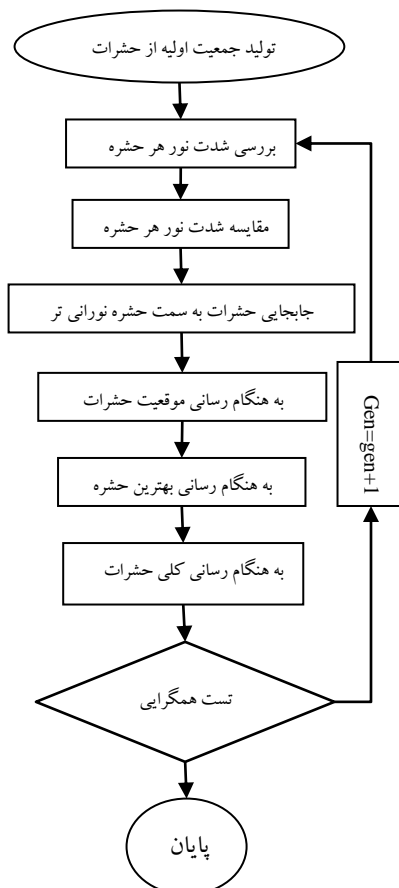 تولید جمعیت اولیه از حشرات
بررسی شدت نور هر حشره
مقایسه شدت نور هر حشره
جابجایی حشرات به سمت حشره نورانی تر
به هنگام رسانی موقعیت حشرات
به هنگام رسانی بهترین حشره
به هنگام رسانی کلی حشرات
تست همگرایی
پایان
Gen=gen+1